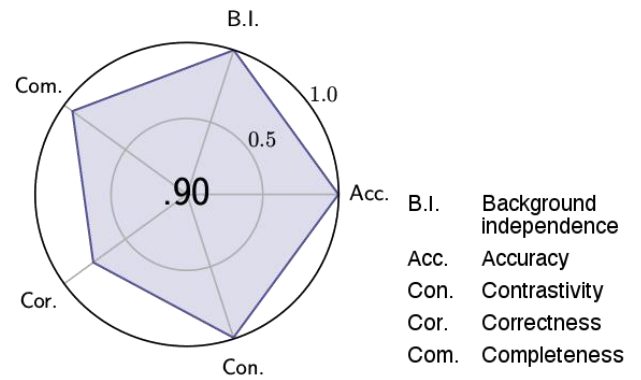 B.I.
Com.
1.0
0.5
.90
Acc.
Cor.
Con.
B.I. Background
independence
Acc. Accuracy
Con. Contrastivity
Cor. Correctness
Com. Completeness